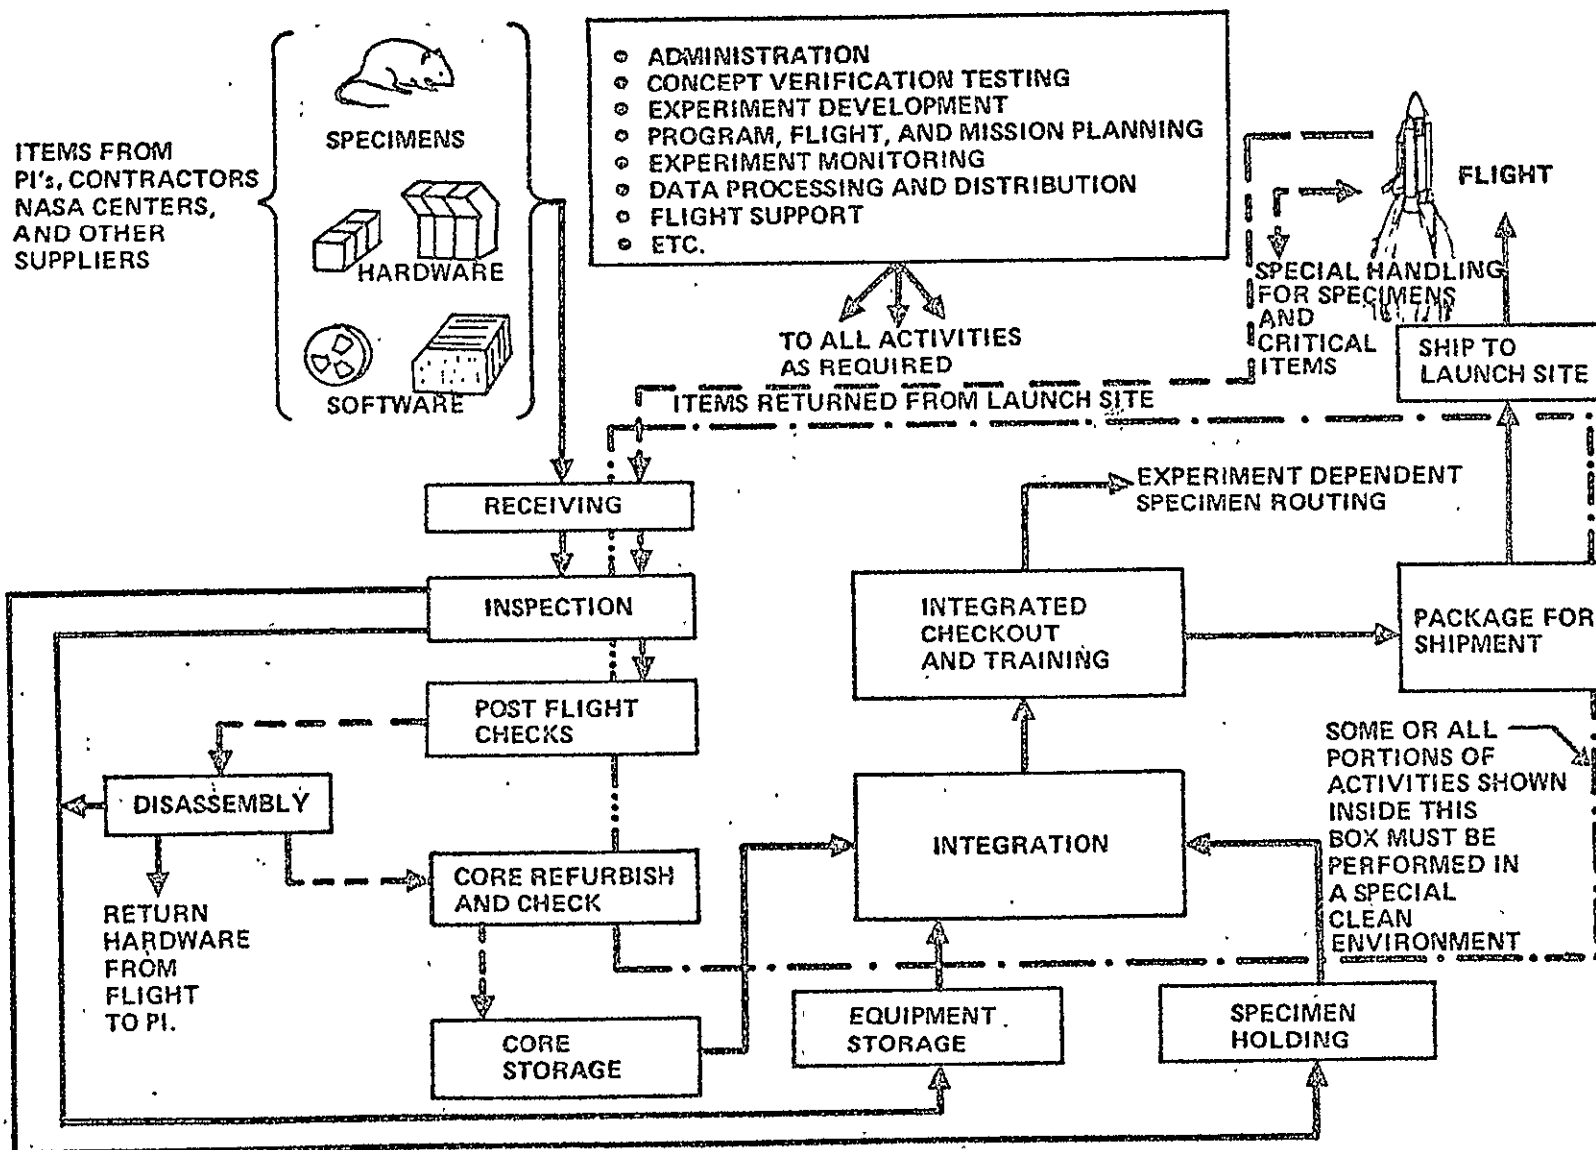 ITEMS FROM
PI's, CONTRACTORS
NASA CENTERS,
AND OTHER
SUPPLIERS
SPECIMENS
HARDWARE
SOFTWARE
ADMINISTRATION
CONCEPT VERIFICATION TESTING
EXPERIMENT DEVELOPMENT
PROGRAM, FLIGHT, AND MISSION PLANNING
EXPERIMENT MONITORING
DATA PROCESSING AND DISTRIBUTION
FLIGHT SUPPORT
ETC.
TO ALL ACTIVITIES
AS REQUIRED
FLIGHT
SPECIAL HANDLING
FOR SPECIMENS
AND
CRITICAL
ITEMS
SHIP TO
LAUNCH SITE
ITEMS RETURNED FROM LAUNCH SITE
RECEIVING
EXPERIMENT DEPENDENT
SPECIMEN ROUTING
INSPECTION
INTEGRATED
CHECKOUT
AND TRAINING
PACKAGE FOR
SHIPMENT
POST FLIGHT
CHECKS
SOME OR ALL
PORTIONS OF
ACTIVITIES SHOWN
INSIDE THIS
BOX MUST BE
PERFORMED IN
A SPECIAL
CLEAN
ENVIRONMENT
DISASSEMBLY
INTEGRATION
CORE REFURBISH
AND CHECK
RETURN
HARDWARE
FROM
FLIGHT
TO PI.
CORE
STORAGE
EQUIPMENT
STORAGE
SPECIMEN
HOLDING